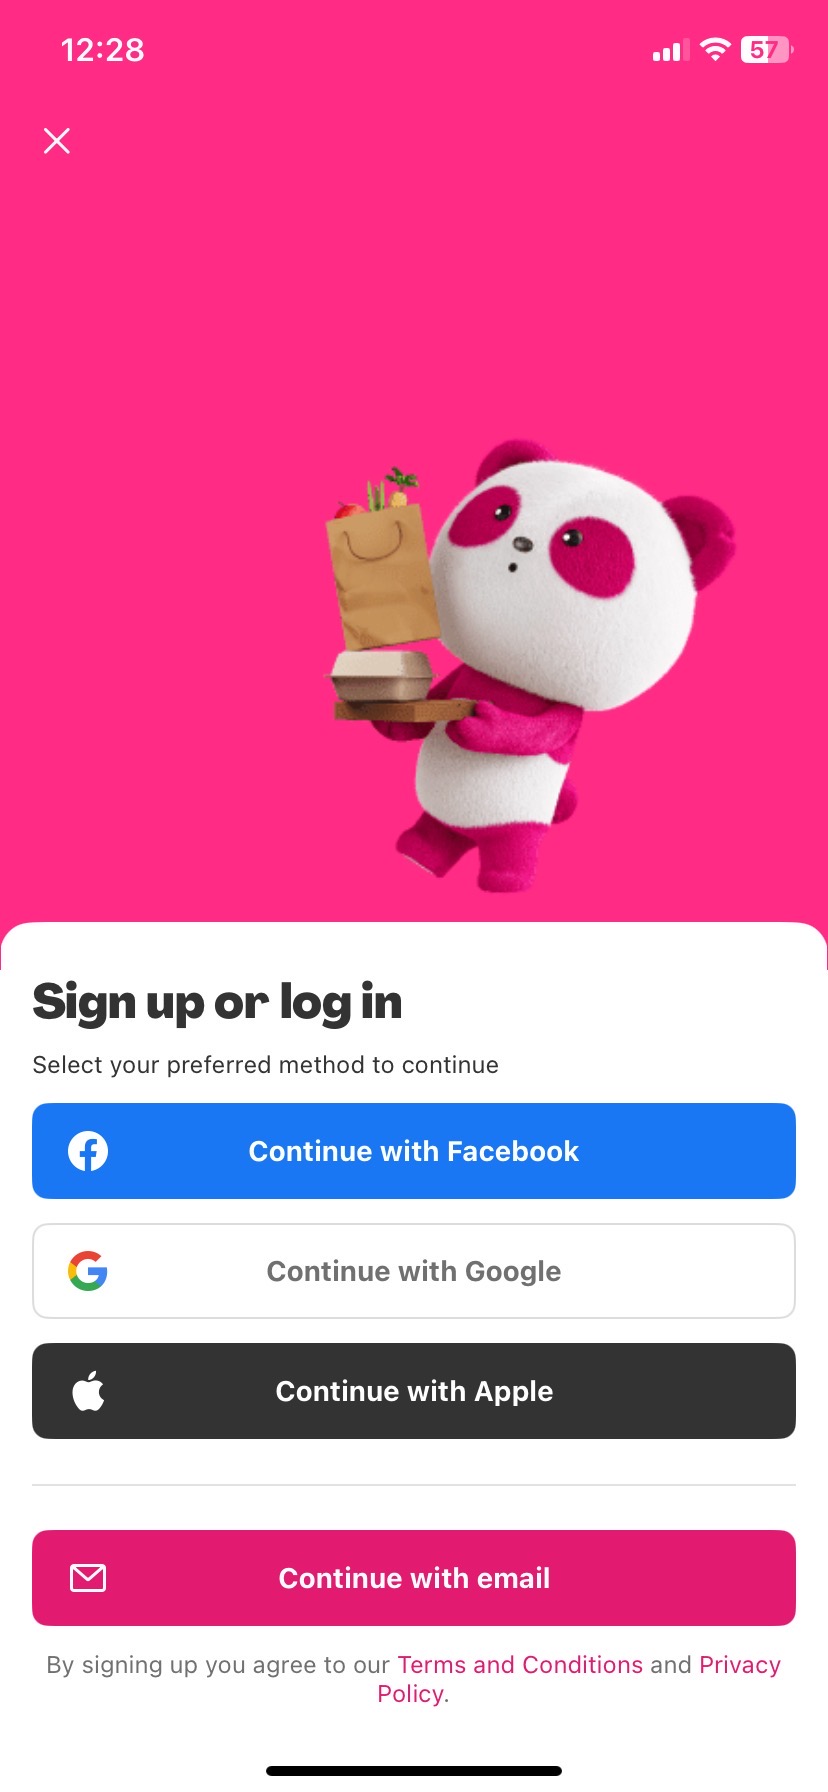 12:28
57
Sign up or log in
Select your preferred method to continue
Continue with Facebook
Continue with Google
Continue with Apple
Continue with email
By signing up you agree to our Terms and Conditions and Privacy
Policy.